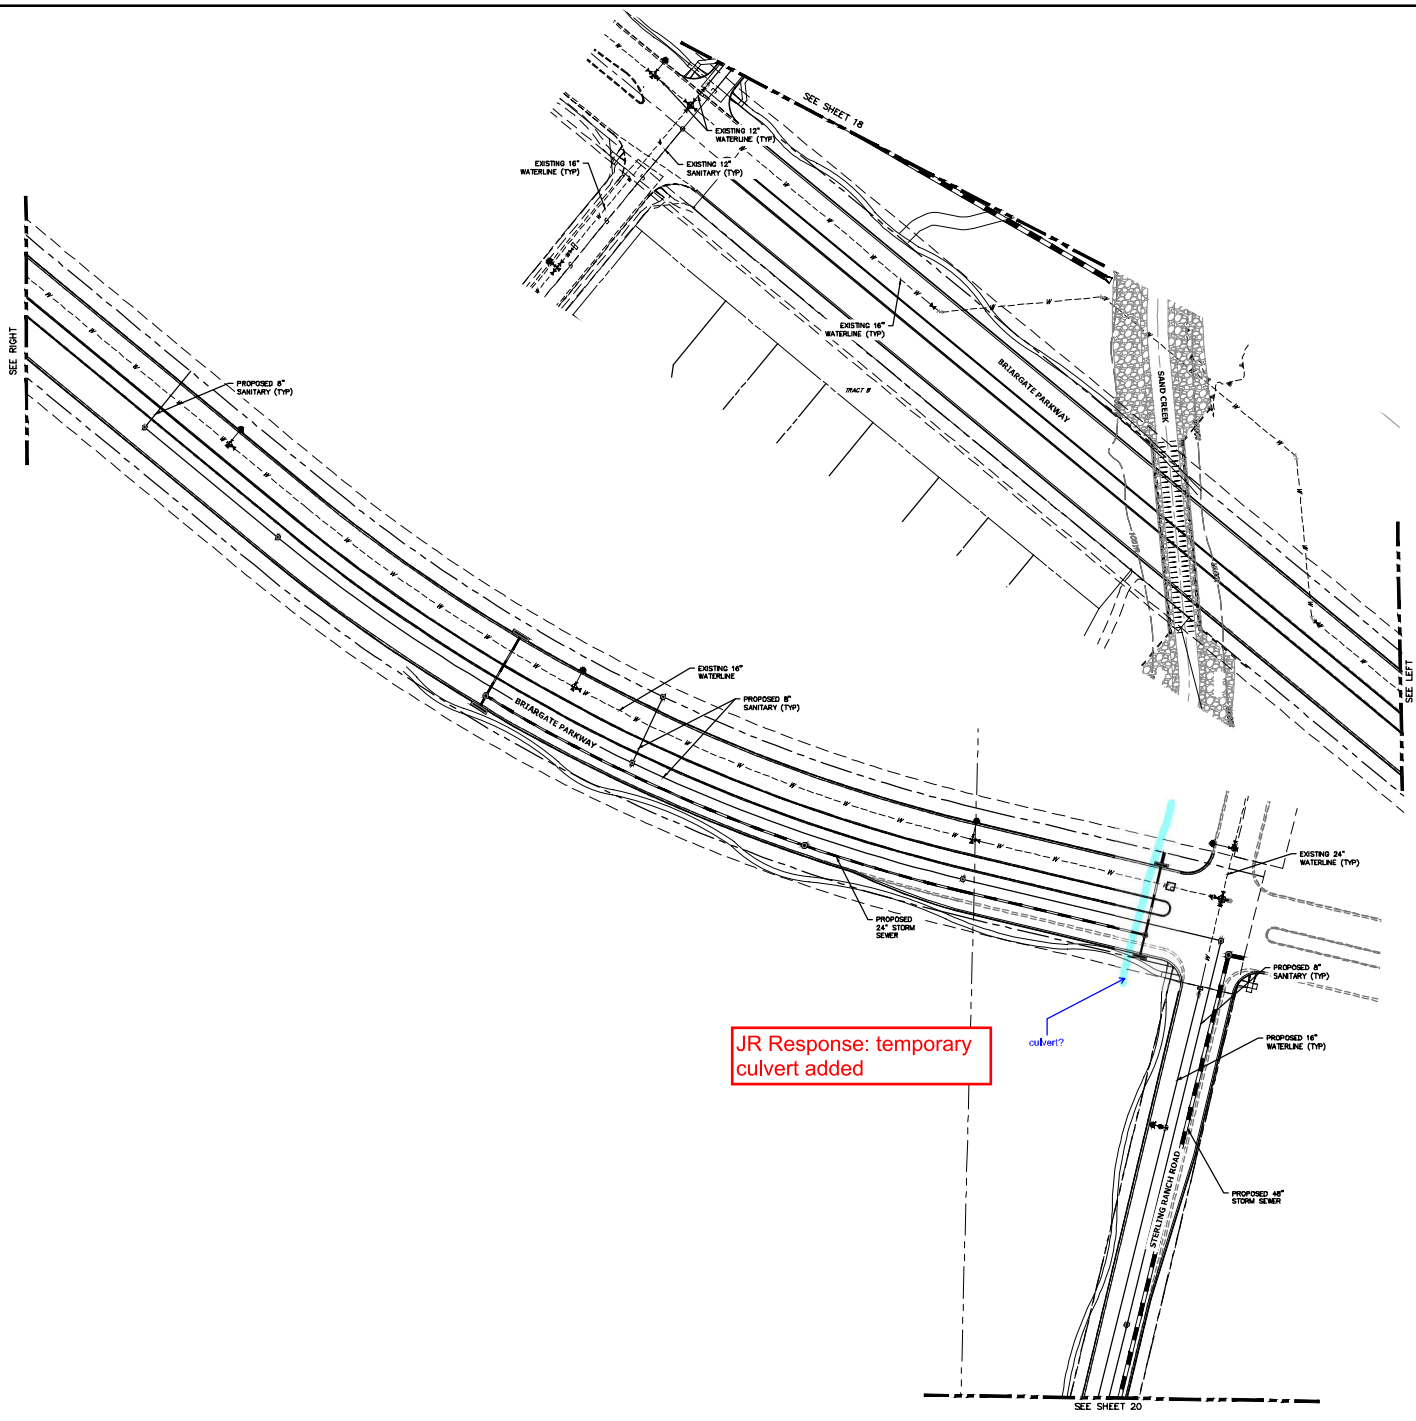 SEE SHEET 18
EXISTING 12"
WATERLINE (TYP)
EXISTING 16"
WATERLINE (TYP)
EXISTING 12"
SANITARY (TYP)
EXISTING 16"
WATERLINE (TYP)
BRIARGATE PARKWAY
SAND CREEK
TRACT B
SEE RIGHT
PROPOSED 8"
SANITARY (TYP)
SEE LEFT
EXISTING 16"
WATERLINE
PROPOSED 8"
SANITARY (TYP)
BRIARGATE PARKWAY
EXISTING 24"
WATERLINE (TYP)
PROPOSED
24" STORM
SEWER
PROPOSED 8"
SANITARY (TYP)
culvert?
JR Response: temporary
culvert added
PROPOSED 16"
WATERLINE (TYP)
STERLING RANCH ROAD
PROPOSED 48"
STORM SEWER
SEE SHEET 20